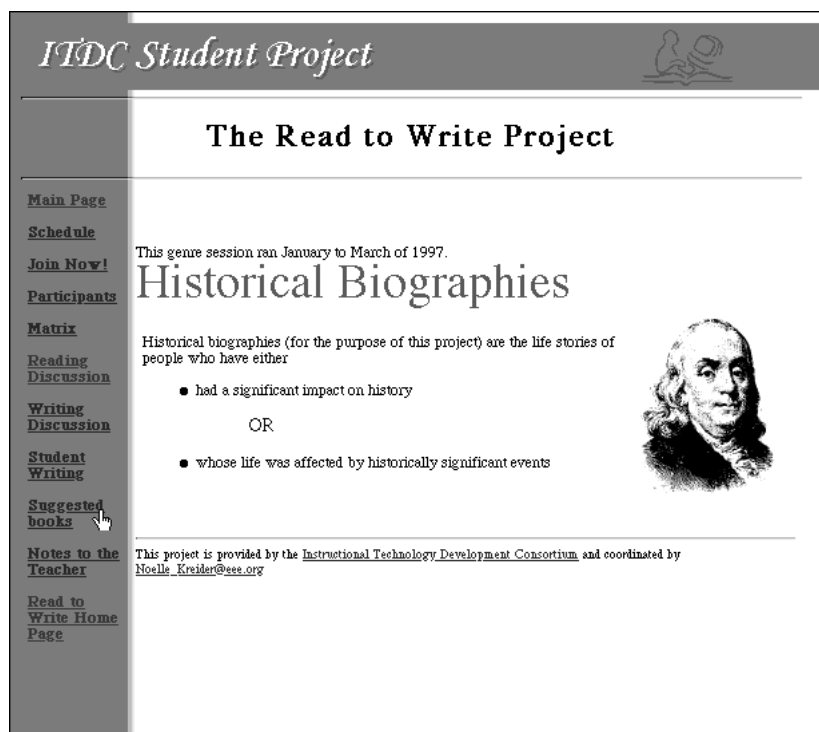 ITDC Student Project
The Read to Write Project
Main Page
Schedule
Join Now!
Participants
Matrix
Reading
Discussion
Writing
Discussion
Student
Writing
Suggested
books
Notes to the
Teacher
Read to
Write Home
Page
This genre session ran January to March of 1997.
Historical Biographies
Historical biographies (for the purpose of this project) are the life stories of
people who have either
had a significant impact on history
OR
whose life was affected by historically significant events
This project is provided by the Instructional Technology Development Consortium and coordinated by
Noelle_Kreider@eee.org